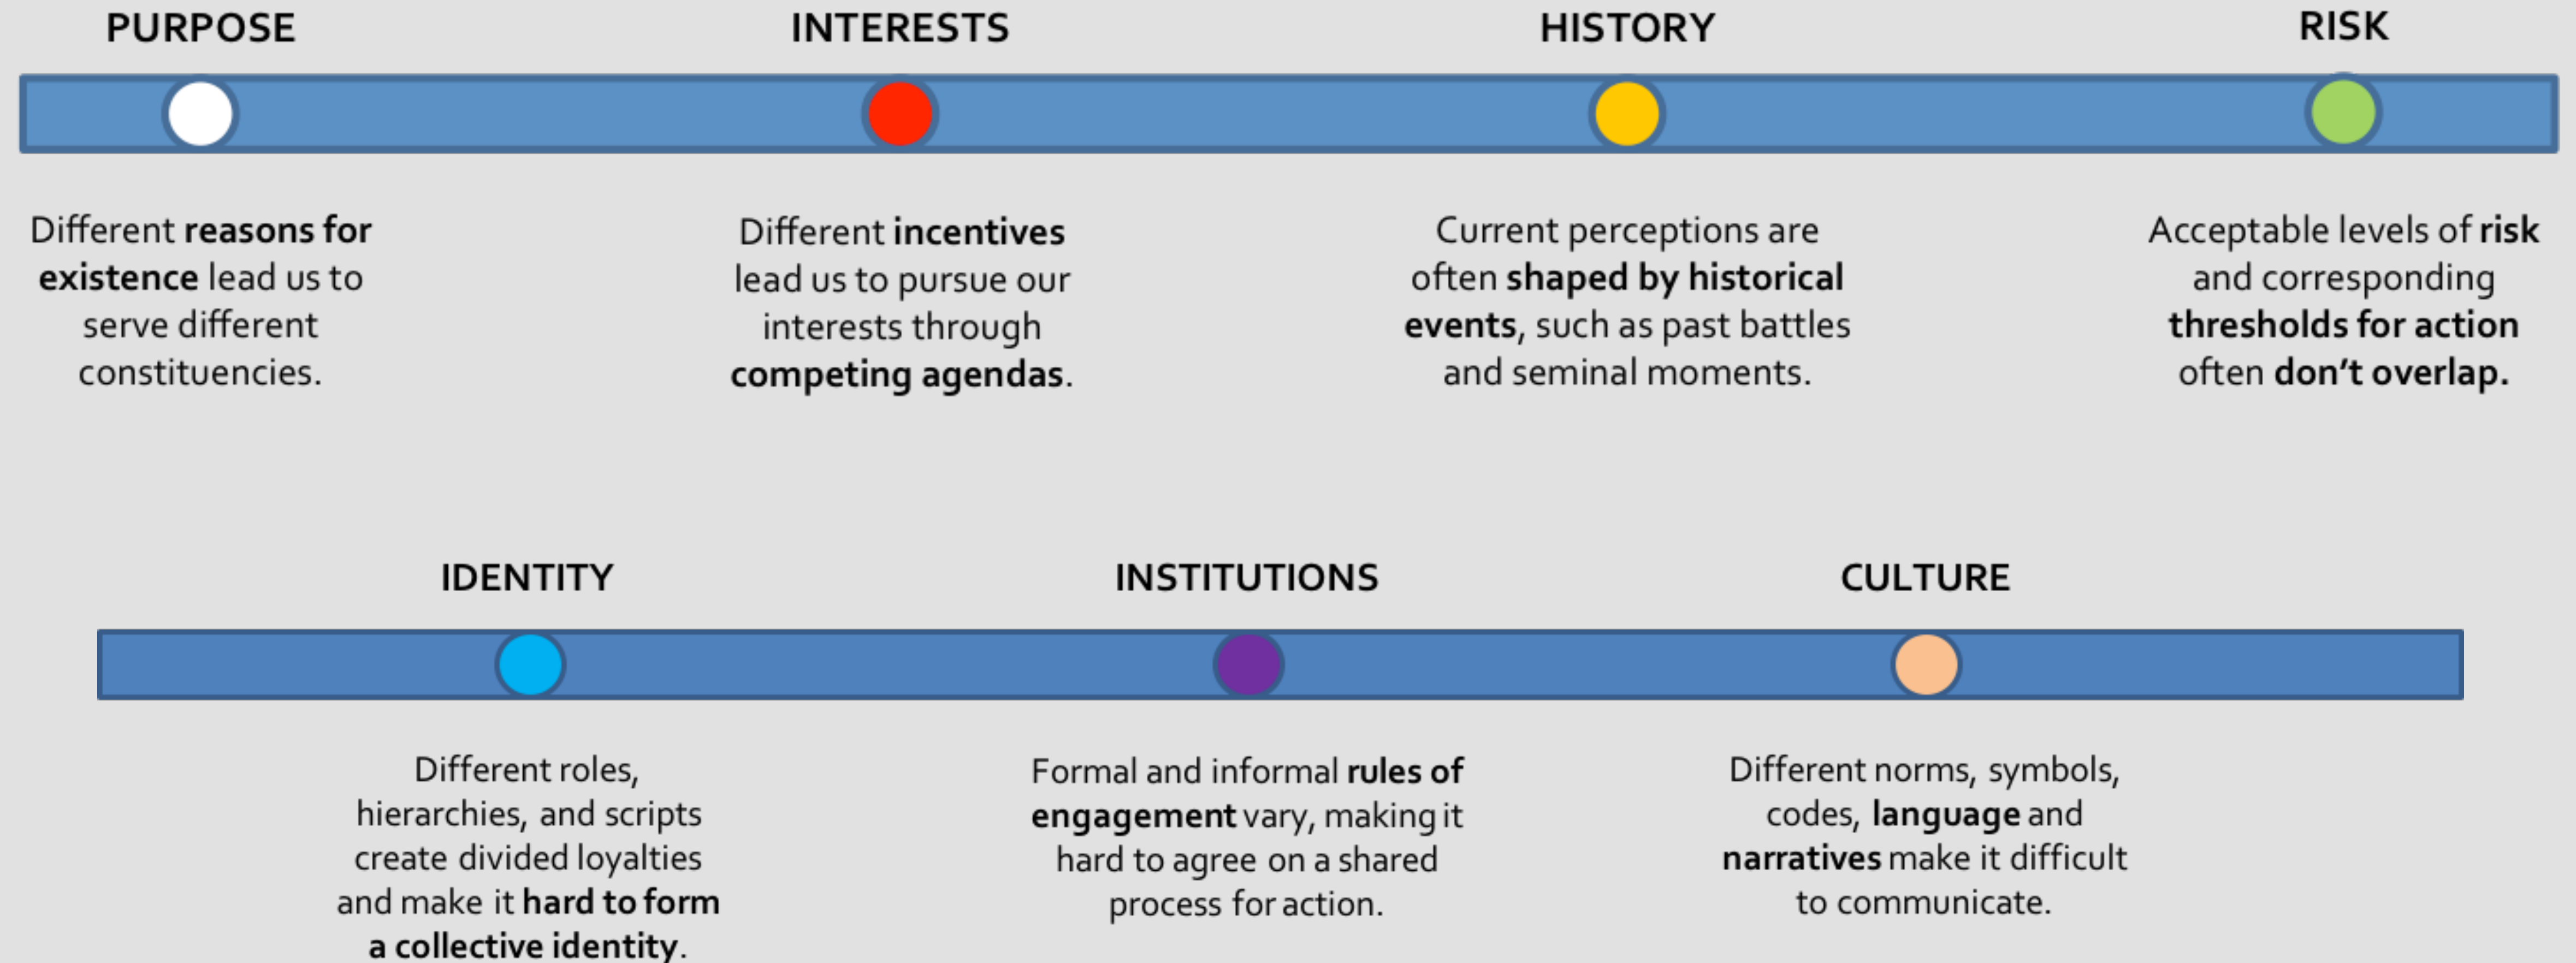 PURPOSE
INTERESTS
HISTORY
RISK
Different reasons for
existence lead us to
serve different
constituencies.
Different incentives
lead us to pursue our
interests through
competing agendas.
Current perceptions are
often shaped by historical
events, such as past battles
and seminal moments.
Acceptable levels of risk
and corresponding
thresholds for action
often don’t overlap.
IDENTITY
INSTITUTIONS
CULTURE
Different roles,
hierarchies, and scripts
create divided loyalties
and make it hard to form
a collective identity.
Formal and informal rules of
engagement vary, making it
hard to agree on a shared
process for action.
Different norms, symbols,
codes, language and
narratives make it difficult
to communicate.